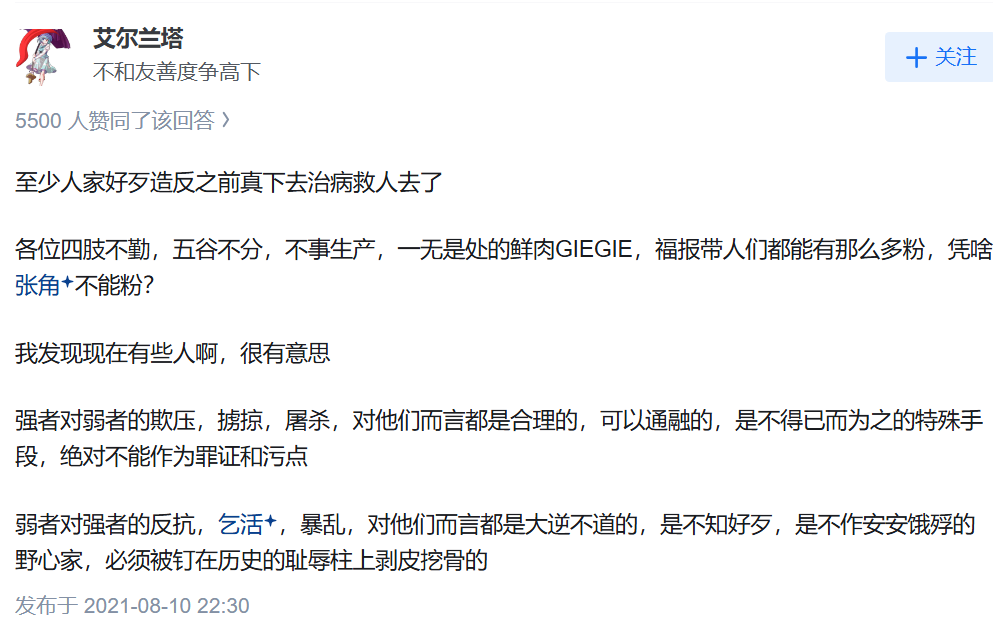 艾尔兰塔
不和友善度争高下
+ 关注
5500 人赞同了该回答 >
至少人家好歹造反之前真下去治病救人去了
各位四肢不勤，五谷不分，不事生产，一无是处的鲜肉GIEGIE，福报带人们都能有那么多粉，凭啥
张角不能粉？
我发现现在有些人啊，很有意思
强者对弱者的欺压，掳掠，屠杀，对他们而言都是合理的，可以通融的，是不得已而为之的特殊手
段，绝对不能作为罪证和污点
弱者对强者的反抗，乞活，暴乱，对他们而言都是大逆不道的，是不知好歹，是不作安安饿殍的
野心家，必须被钉在历史的耻辱柱上剥皮挖骨的
发布于 2021-08-10 22:30